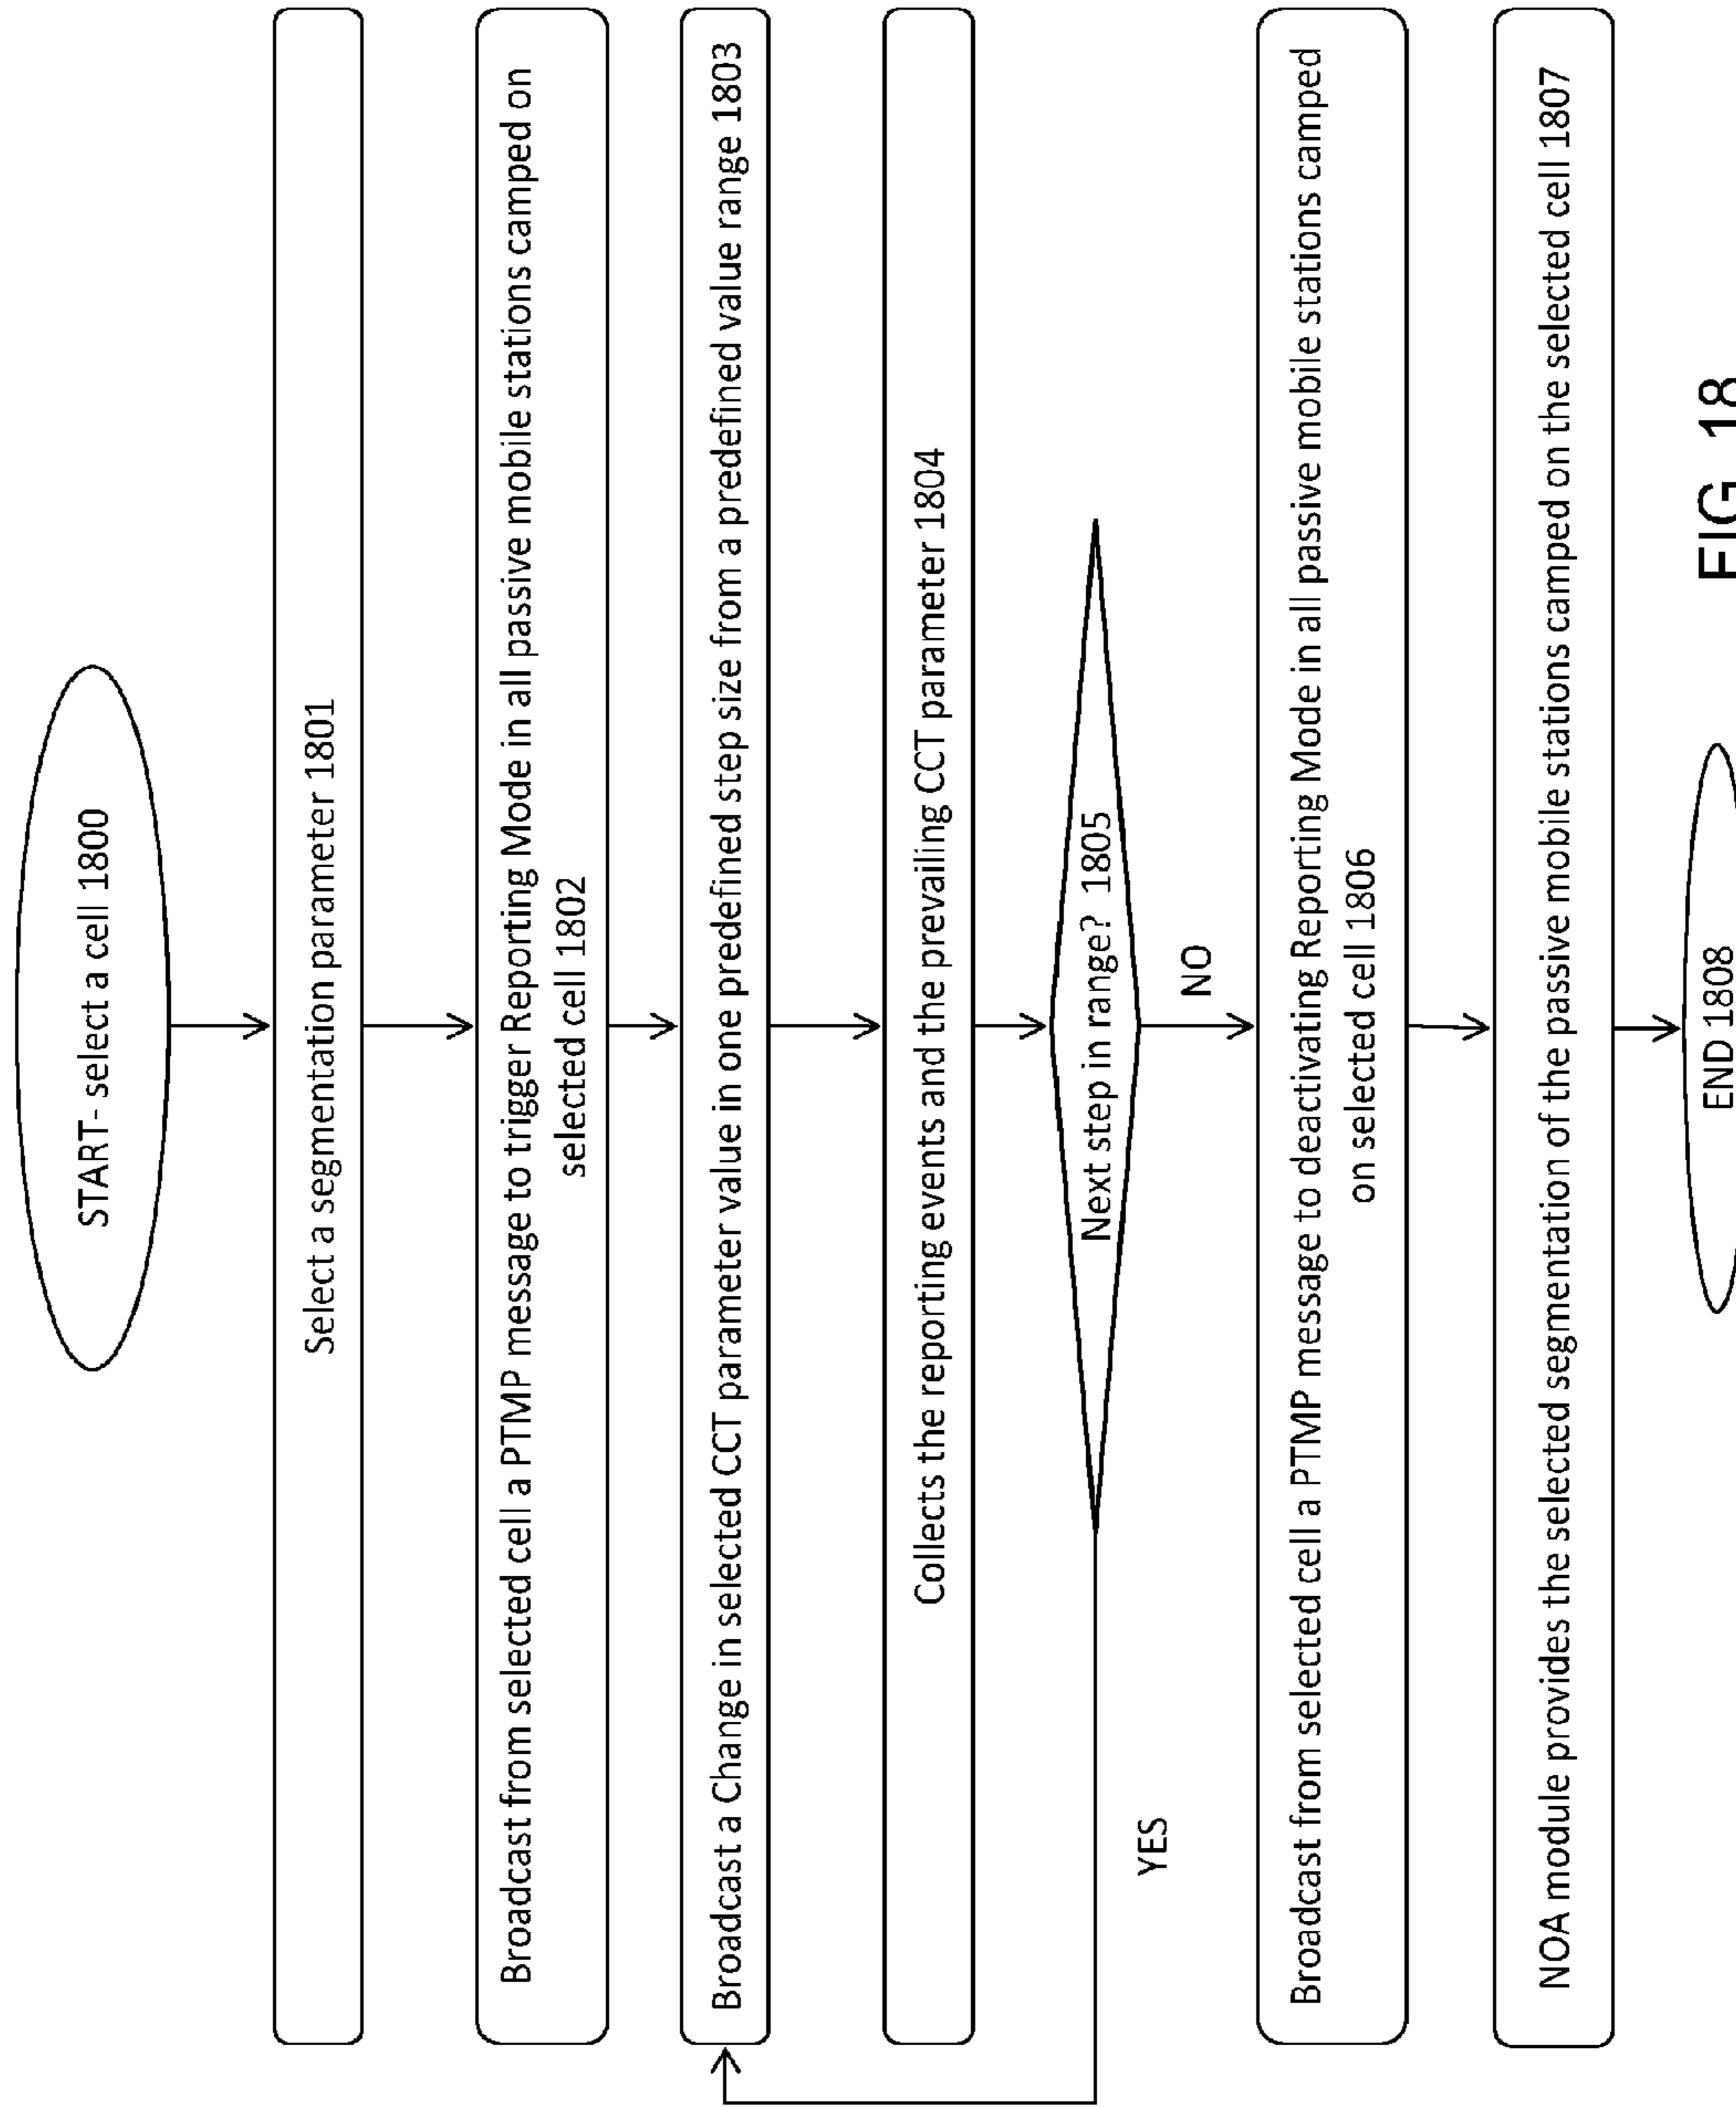 START- select a cell 1800
Select a segmentation parameter 1801
Broadcast from selected cell a PTMP message to trigger Reporting Mode in all passive mobile stations camped on
selected cell 1802
Broadcast a Change in selected CCT parameter value in one predefined step size from a predefined value range 1803
Collects the reporting events and the prevailing CCT parameter 1804
Next step in range? 1805
YES
NO
Broadcast from selected cell a PTMP message to deactivating Reporting Mode in all passive mobile stations camped
on selected cell 1806
NOA module provides the selected segmentation of the passive mobile stations camped on the selected cell 1807
END 1808
FIG. 18